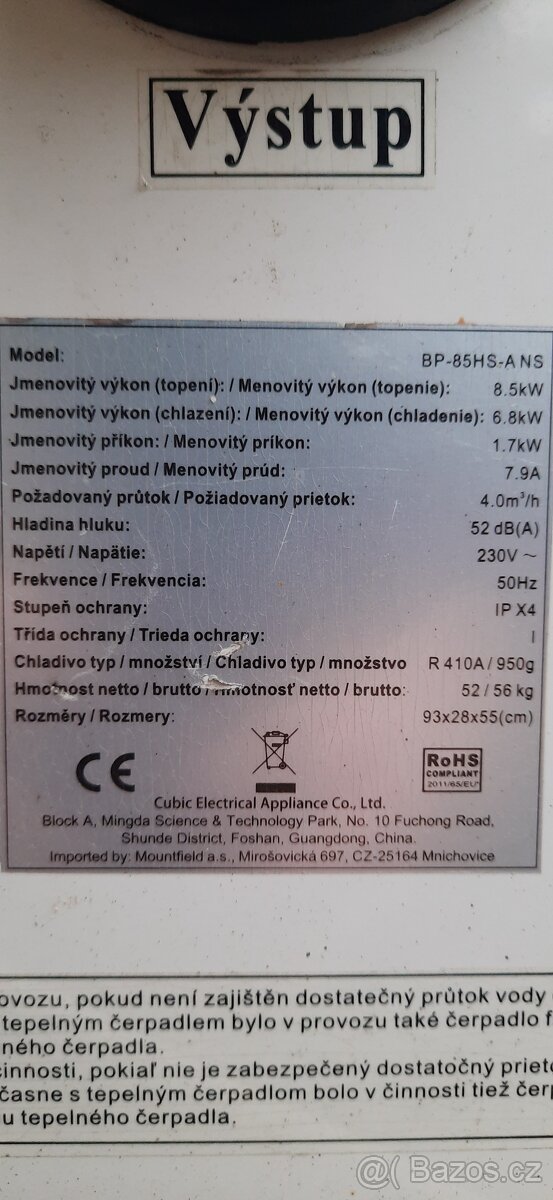 Výstup
Model: BP-85HS-A NS
Jmenovitý výkon (topení): / Menovitý výkon (topenie): 8.5kW
Jmenovitý výkon (chlazení): / Menovitý výkon (chladenie): 6.8kW
Jmenovitý příkon: / Menovitý príkon: 1.7kW
Jmenovitý proud / Menovitý prúd: 7.9A
Požadovaný průtok / Požiadovaný prietok: 4.0m³/h
Hladina hluku: 52 dB(A)
Napětí / Napätie: 230V ~
Frekvence / Frekvencia: 50Hz
Stupeň ochrany: IP X4
Třída ochrany / Trieda ochrany: I
Chladivo typ / množství / Chladivo typ / množstvo R 410A / 950g
Hmotnost netto / brutto / Hmotnosť netto / brutto: 52 / 56 kg
Rozměry / Rozmery: 93x28x55(cm)
CE
RoHS
COMPLIANT
2011/65/EU*
Cubic Electrical Appliance Co., Ltd.
Block A, Mingda Science & Technology Park, No. 10 Fuchong Road,
Shunde District, Foshan, Guangdong, China.
Imported by: Mountfield a.s., Mirošovická 697, CZ-25164 Mnichovice
ovozu, pokud není zajištěn dostatečný průtok vody
tepelným čerpadlem bylo v provozu také čerpadlo f
ného čerpadla.
činnosti, pokiaľ nie je zabezpečený dostatočný prieto
časne s tepelným čerpadlom bolo v činnosti tiež čerp
u tepelného čerpadla.
@( Bazos.cz